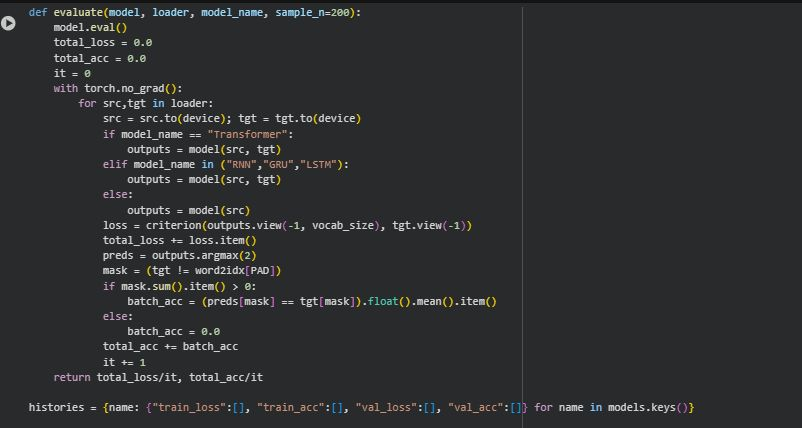 def evaluate(model, loader, model_name, sample_n=200):
    model.eval()
    total_loss = 0.0
    total_acc = 0.0
    it = 0
    with torch.no_grad():
        for src,tgt in loader:
            src = src.to(device); tgt = tgt.to(device)
            if model_name == "Transformer":
                outputs = model(src, tgt)
            elif model_name in ("RNN","GRU","LSTM"):
                outputs = model(src, tgt)
            else:
                outputs = model(src)
            loss = criterion(outputs.view(-1, vocab_size), tgt.view(-1))
            total_loss += loss.item()
            preds = outputs.argmax(2)
            mask = (tgt != word2idx[PAD])
            if mask.sum().item() > 0:
                batch_acc = (preds[mask] == tgt[mask]).float().mean().item()
            else:
                batch_acc = 0.0
            total_acc += batch_acc
            it += 1
    return total_loss/it, total_acc/it

histories = {name: {"train_loss":[], "train_acc":[], "val_loss":[], "val_acc":[]} for name in models.keys()}